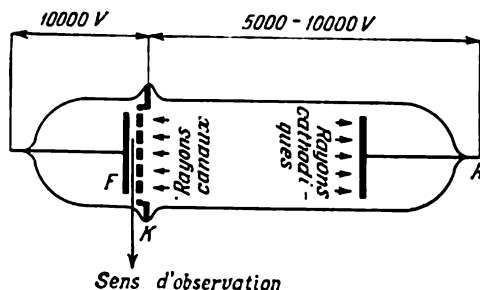 10000 V
5000 - 10000 V
Rayons
canaux
Rayons
cathodi -
ques
F
K
Sens d'observation